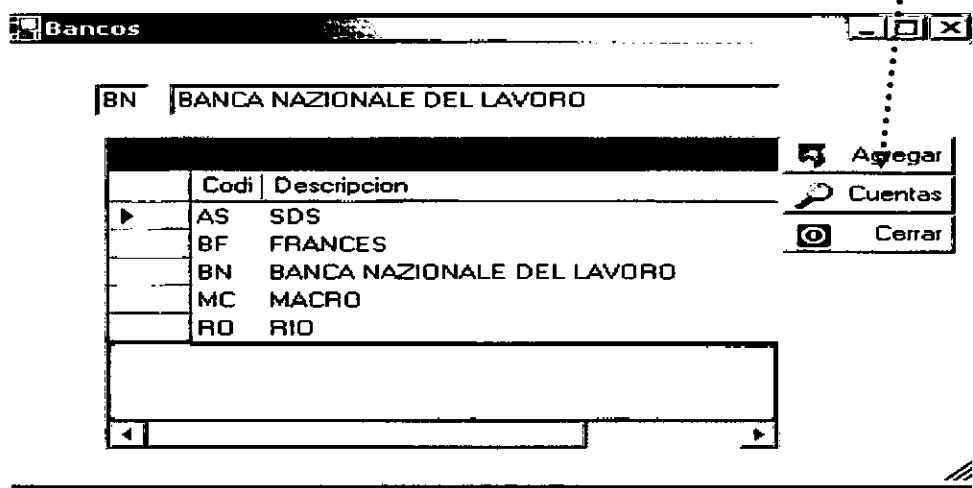 Bancos
BN BANCA NAZIONALE DEL LAVORO
Agregar
Codi Descripcion
Cuentas
AS SDS
BF FRANCES
Cerrar
BN BANCA NAZIONALE DEL LAVORO
MC MACRO
RO RIO